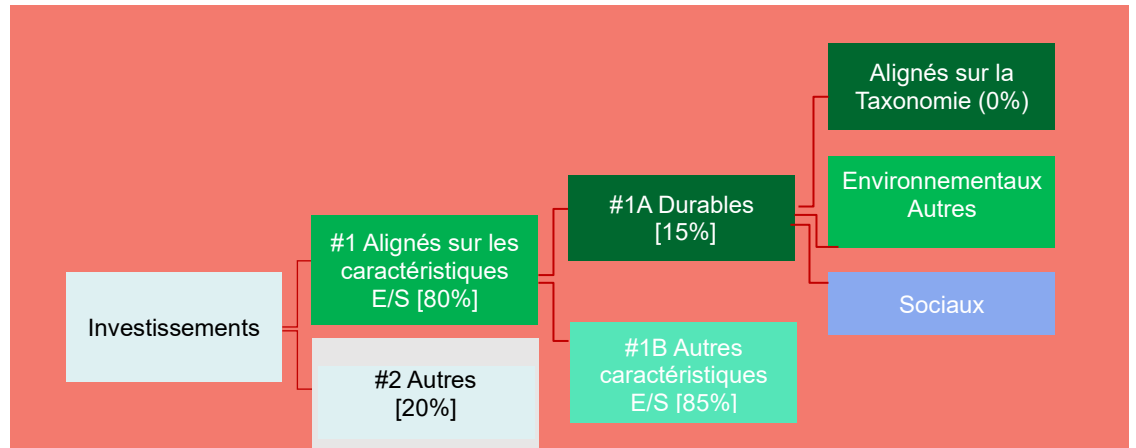 Investissements
#1 Alignés sur les
caractéristiques
E/S [80%]
#2 Autres
[20%]
#1A Durables
[15%]
#1B Autres
caractéristiques
E/S [85%]
Alignés sur la
Taxonomie (0%)
Environnementaux
Autres
Sociaux